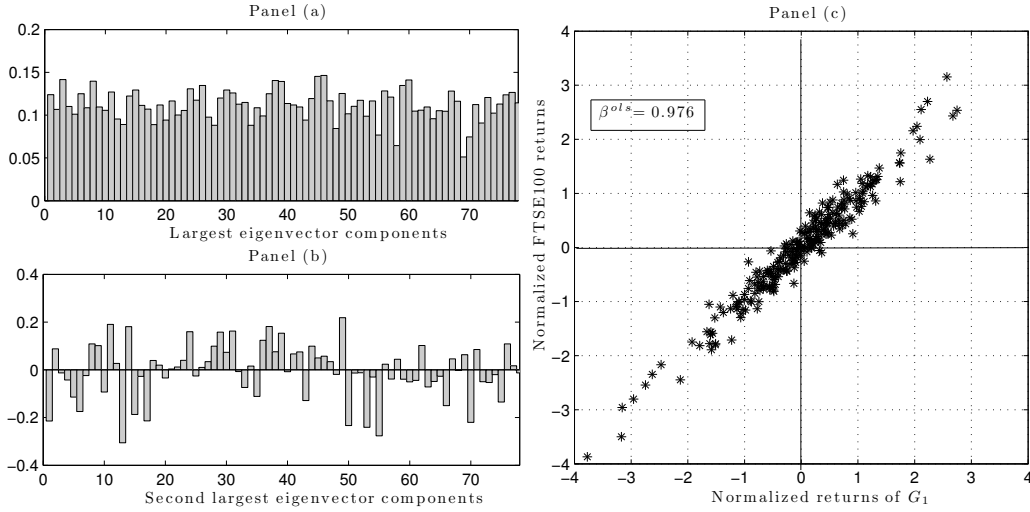 Panel (a)
0.2
0.15
0.1
0.05
0
0 10 20 30 40 50 60 70
Largest eigenvector components
Panel (b)
0.4
0.2
0
−0.2
−0.4
0 10 20 30 40 50 60 70
Second largest eigenvector components
Panel (c)
4
3
2
1
0
−1
−2
−3
−4
−4 −3 −2 −1 0 1 2 3 4
Normalized FTSE100 returns
β^{ols} = 0.976
Normalized returns of G₁